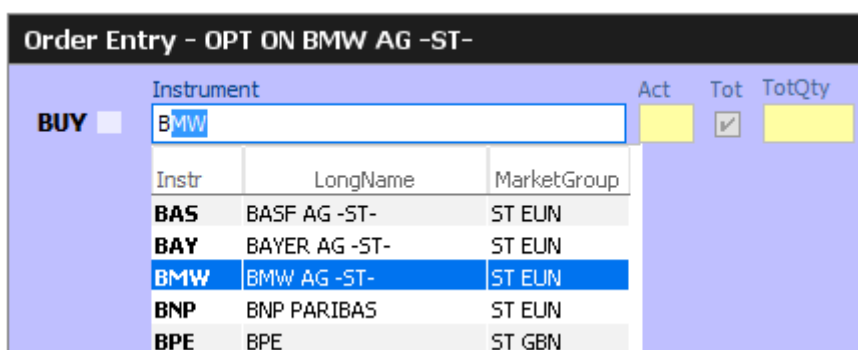 Order Entry - OPT ON BMW AG -ST-
Instrument Act Tot TotQty
BUY BMW
Instr LongName MarketGroup
BAS BASF AG -ST- ST EUN
BAY BAYER AG -ST- ST EUN
BMW BMW AG -ST- ST EUN
BNP BNP PARIBAS ST EUN
BPE BPE ST GBN